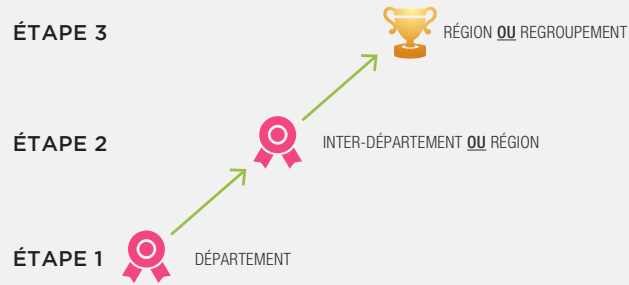 ÉTAPE 3 RÉGION OU REGROUPEMENT
ÉTAPE 2 INTER-DÉPARTEMENT OU RÉGION
ÉTAPE 1 DÉPARTEMENT